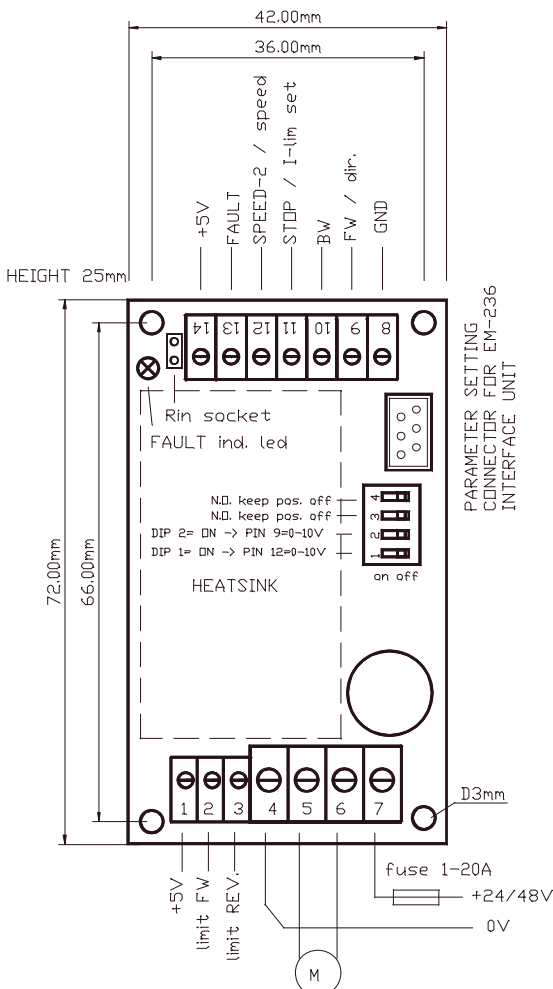 42.00mm
36.00mm
+5V
FAULT
SPEED-2 / speed
STOP / I-lim set
BW
FW / dir.
GND
HEIGHT 25mm
14
13
12
11
10
9
8
Rin socket
FAULT ind. led
PARAMETER SETTING
CONNECTOR FOR EM-236
INTERFACE UNIT
N.O. keep pos. off
N.O. keep pos. off
DIP 2= ON -> PIN 9=0-10V
DIP 1= ON -> PIN 12=0-10V
4
3
2
1
on off
HEATSINK
72.00mm
66.00mm
1
2
3
4
5
6
7
D3mm
+5V
limit FW
limit REV.
fuse 1-20A
+24/48V
0V
M